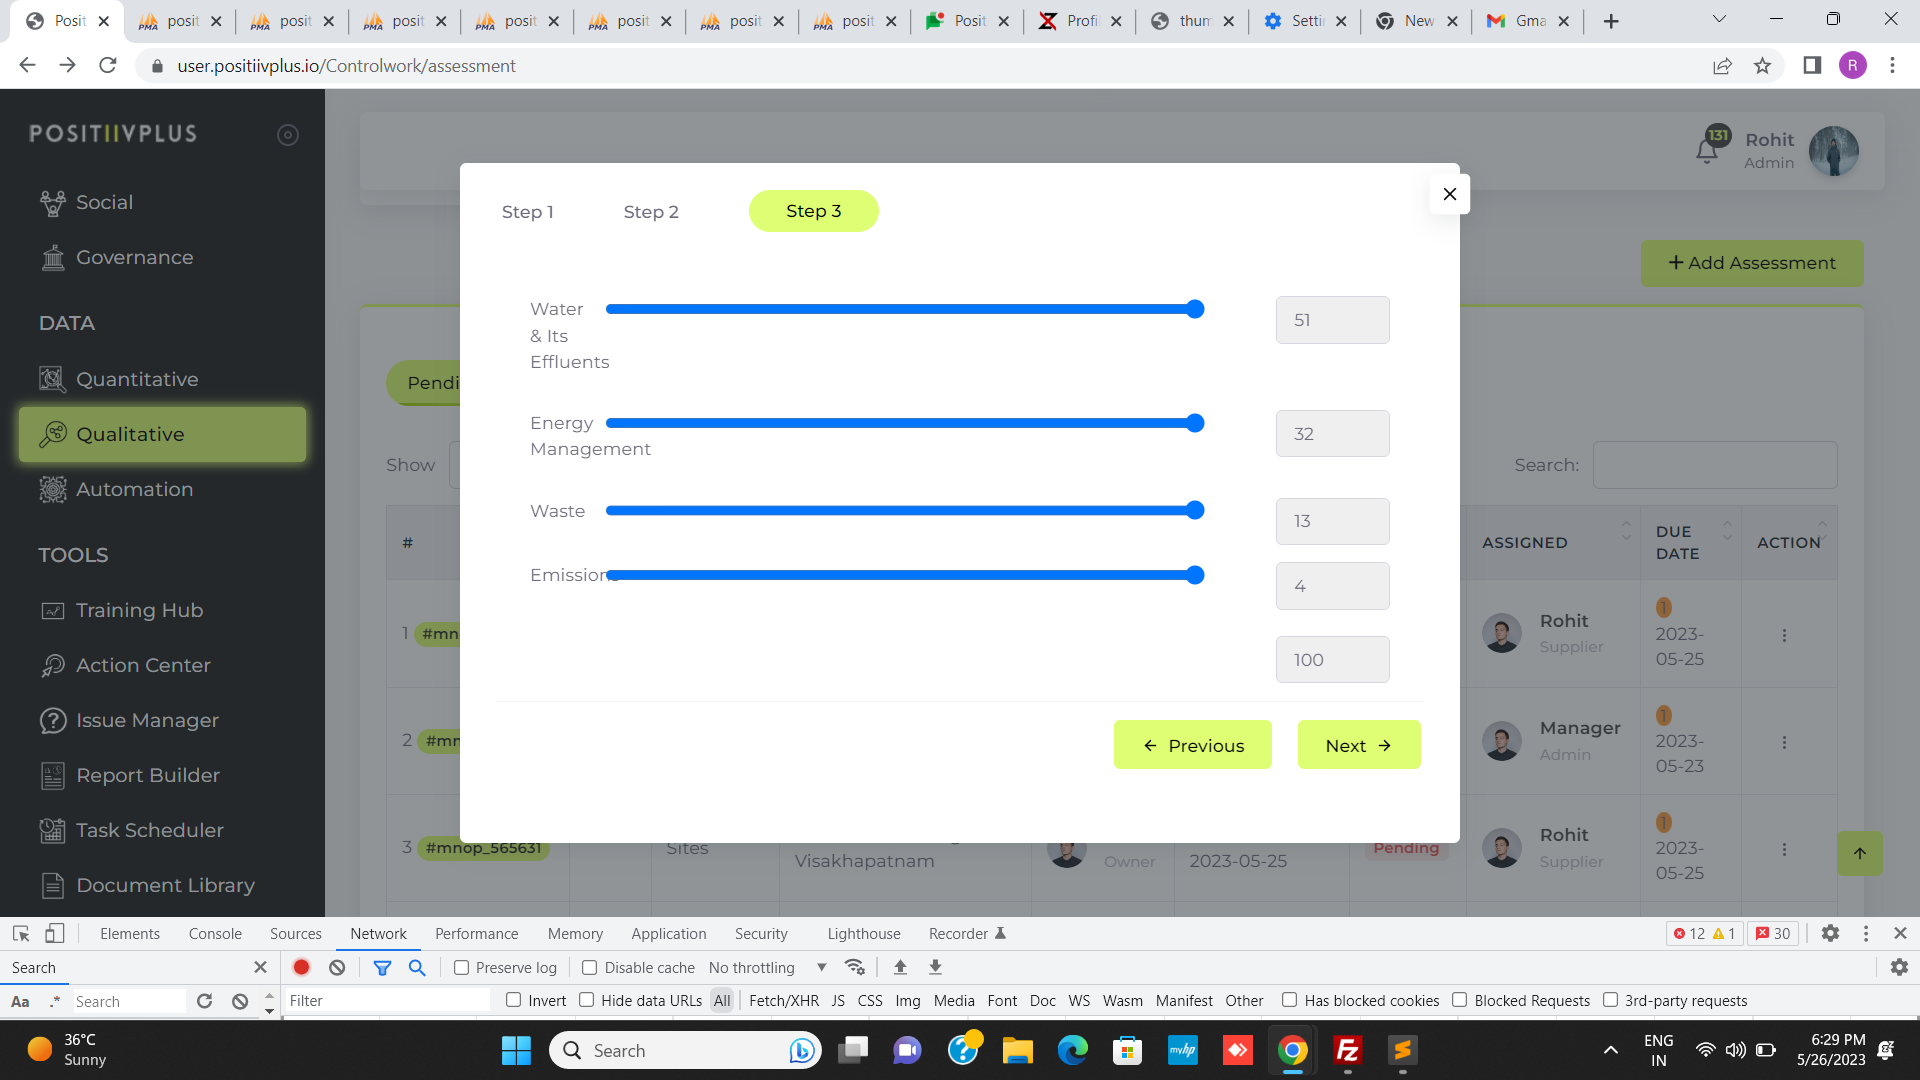 Posit
posit
posit
posit
posit
posit
posit
posit
Posit
Profi
thum
Settin
New
Gma
user.positiivplus.io/Controlwork/assessment
R
POSITIIVPLUS
131
Rohit
Admin
Social
Governance
DATA
Quantitative
Qualitative
Automation
TOOLS
Training Hub
Action Center
Issue Manager
Report Builder
Task Scheduler
Document Library
Step 1
Step 2
Step 3
+ Add Assessment
Water
& Its
Effluents
51
Energy
Management
32
Waste
13
Emissions
4
100
← Previous
Next →
Pendi
Show
Search:
#
ASSIGNED
DUE
DATE
ACTION
1
#mn
Rohit
Supplier
1
2023-
05-25
2
#mn
Manager
Admin
1
2023-
05-23
3
#mnop_565631
Sites
Visakhapatnam
Owner
2023-05-25
Pending
Rohit
Supplier
1
2023-
05-25
Elements
Console
Sources
Network
Performance
Memory
Application
Security
Lighthouse
Recorder
12
1
30
Search
Preserve log
Disable cache
No throttling
Aa
.*
Search
Filter
Invert
Hide data URLs
All
Fetch/XHR
JS
CSS
Img
Media
Font
Doc
WS
Wasm
Manifest
Other
Has blocked cookies
Blocked Requests
3rd-party requests
36°C
Sunny
Search
myhp
ENG
IN
6:29 PM
5/26/2023